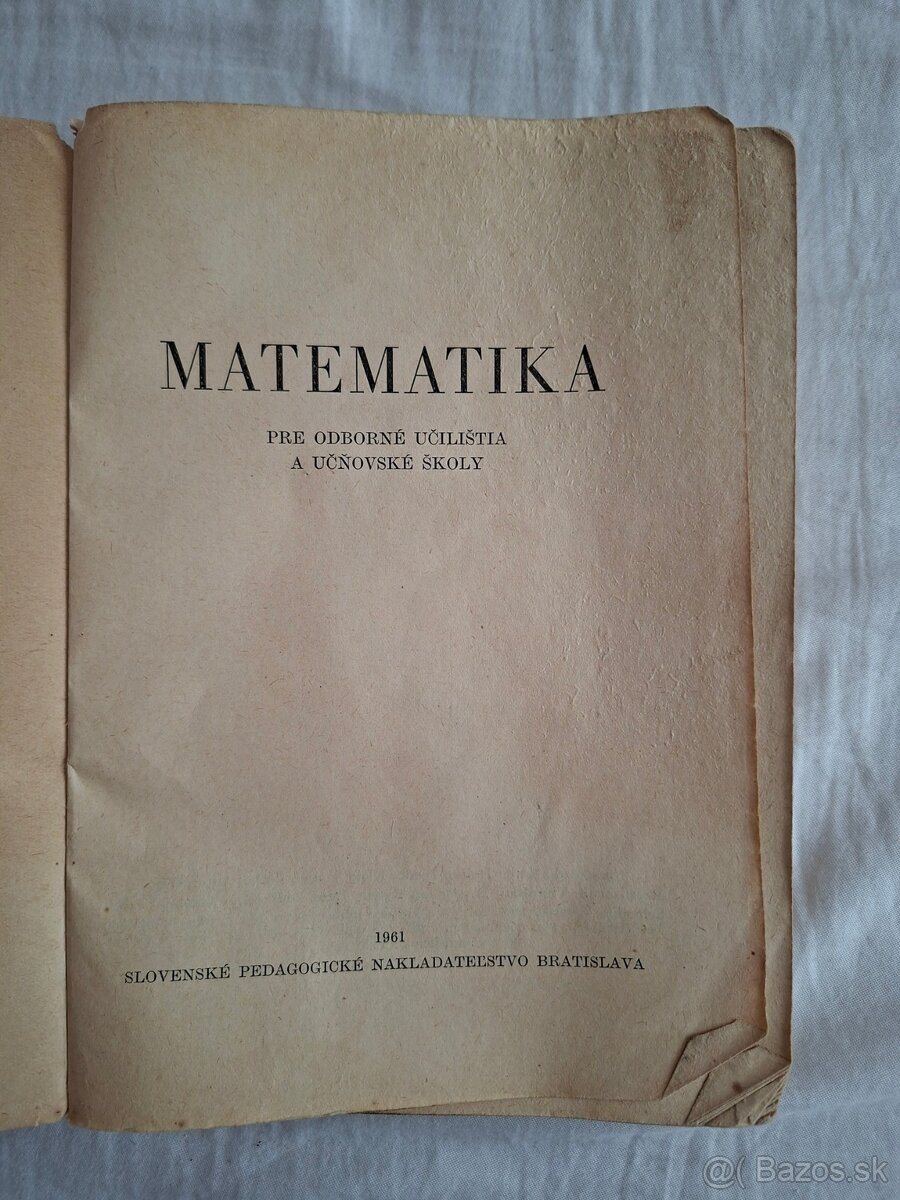 MATEMATIKA
PRE ODBORNÉ UČILIŠTIA
A UČŇOVSKÉ ŠKOLY
1961
SLOVENSKÉ PEDAGOGICKÉ NAKLADATEĽSTVO BRATISLAVA
@( Bazos.sk